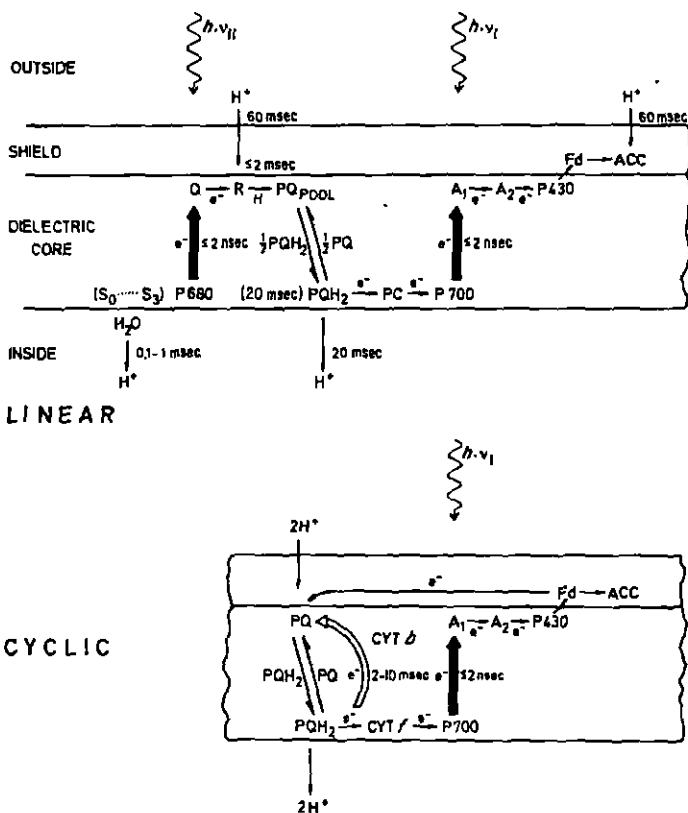 h·νII
h·νI
OUTSIDE
H⁺
H⁺
60 msec
60 msec
SHIELD
≤2 msec
Fd → ACC
Q →e⁻ R →H PQPOOL
A₁ →e⁻ A₂ →e⁻ P430
DIELECTRIC
CORE
e⁻ ≤2 nsec
½PQH₂
½PQ
e⁻ ≤2 nsec
(S₀······S₃) P680
(20 msec) PQH₂ →e⁻ PC →e⁻ P700
H₂O
INSIDE
0,1-1 msec
20 msec
H⁺
H⁺
LINEAR
h·νI
2H⁺
e⁻
Fd → ACC
PQ
CYT b
A₁ →e⁻ A₂ →e⁻ P430
CYCLIC
PQH₂
PQ
e⁻
2-10 msec
e⁻
≤2 nsec
PQH₂ →e⁻ CYT f →e⁻ P700
2H⁺